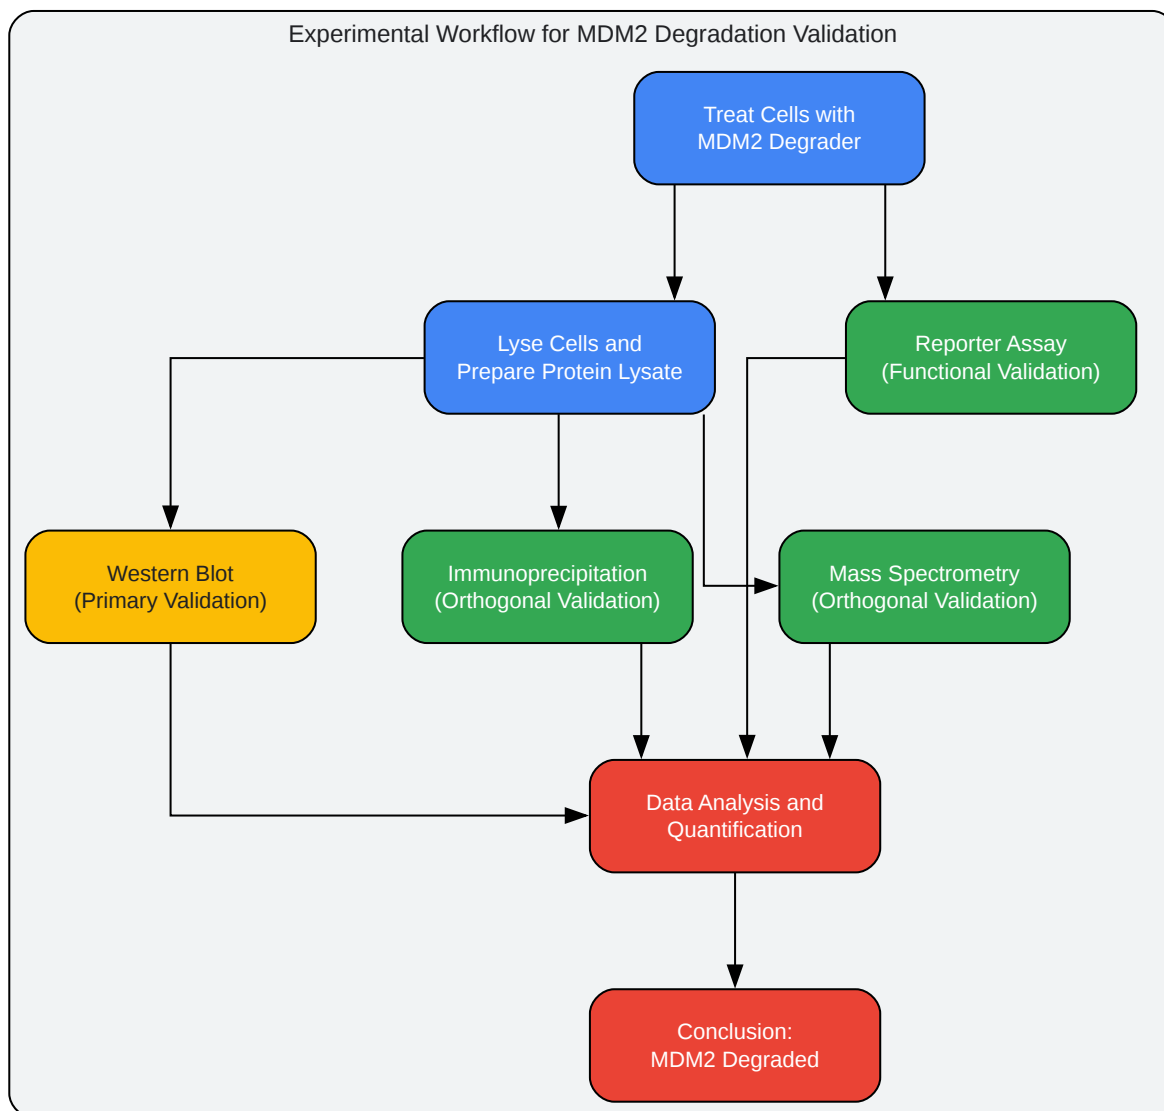 Experimental Workflow for MDM2 Degradation Validation
Treat Cells with
MDM2 Degrader
Lyse Cells and
Prepare Protein Lysate
Reporter Assay
(Functional Validation)
Western Blot
(Primary Validation)
Immunoprecipitation
(Orthogonal Validation)
Mass Spectrometry
(Orthogonal Validation)
Data Analysis and
Quantification
Conclusion:
MDM2 Degraded